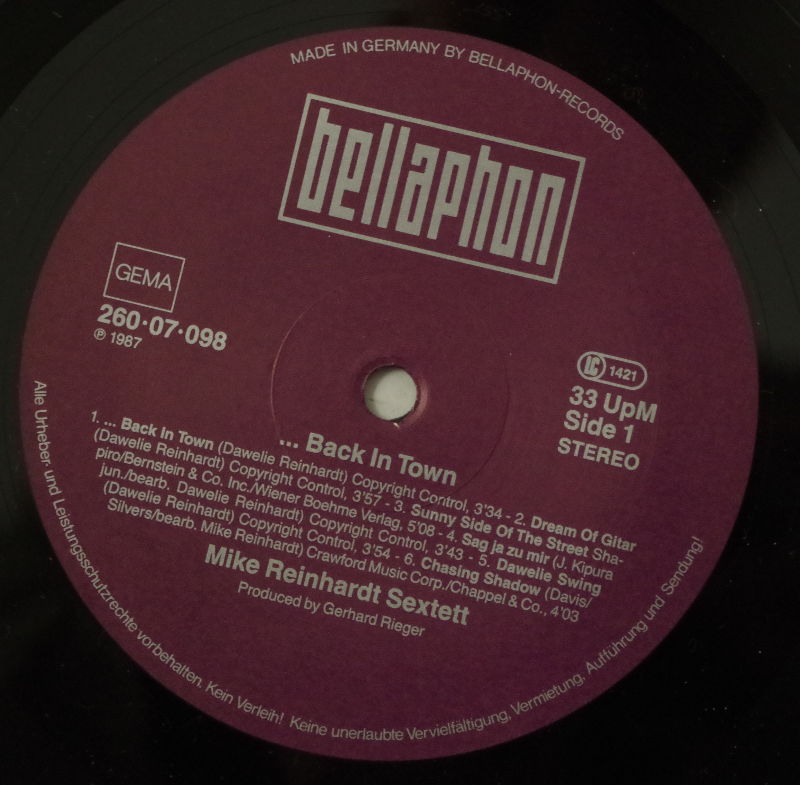 MADE IN GERMANY BY BELLAPHON-RECORDS
bellaphon
GEMA
260·07·098
℗ 1987
LC 1421
33 UpM
Side 1
STEREO
... Back In Town
1. ... Back In Town (Dawelie Reinhardt) Copyright Control, 3'34 - 2. Dream Of Gitar
(Dawelie Reinhardt) Copyright Control, 3'57 - 3. Sunny Side Of The Street Sha-
piro/Bernstein & Co. Inc./Wiener Boehme Verlag, 5'08 - 4. Sag ja zu mir (J. Kipura
jun./bearb. Dawelie Reinhardt) Copyright Control, 3'43 - 5. Dawelie Swing
(Dawelie Reinhardt) Copyright Control, 3'54 - 6. Chasing Shadow (Davis/
Silvers/bearb. Mike Reinhardt) Crawford Music Corp./Chappel & Co., 4'03
Mike Reinhardt Sextett
Produced by Gerhard Rieger
Alle Urheber- und Leistungsschutzrechte vorbehalten. Kein Verleih! Keine unerlaubte Vervielfältigung, Vermietung, Aufführung und Sendung!